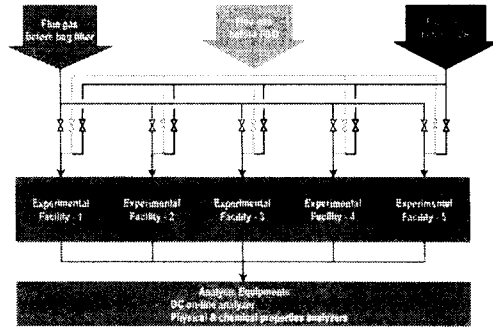 Flue gas
before bag filter
Flue gas
before FGD
Experimental
Facility - 1
Experimental
Facility - 2
Experimental
Facility - 3
Experimental
Facility - 4
Experimental
Facility - 5
Analysis Equipments
GC on-line analyzer
Physical & chemical properties analyzers